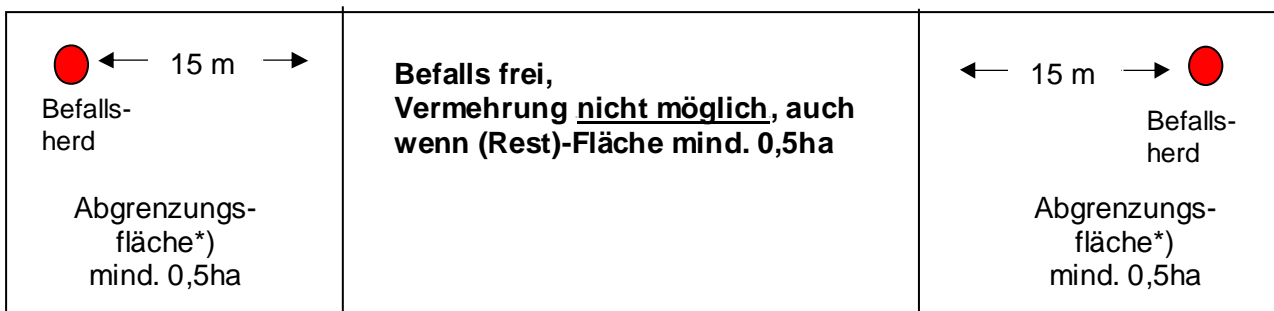 15 m
Befalls-
herd
Abgrenzungs-
fläche*)
mind. 0,5ha
Befalls frei,
Vermehrung nicht möglich, auch
wenn (Rest)-Fläche mind. 0,5ha
15 m
Befalls-
herd
Abgrenzungs-
fläche*)
mind. 0,5ha